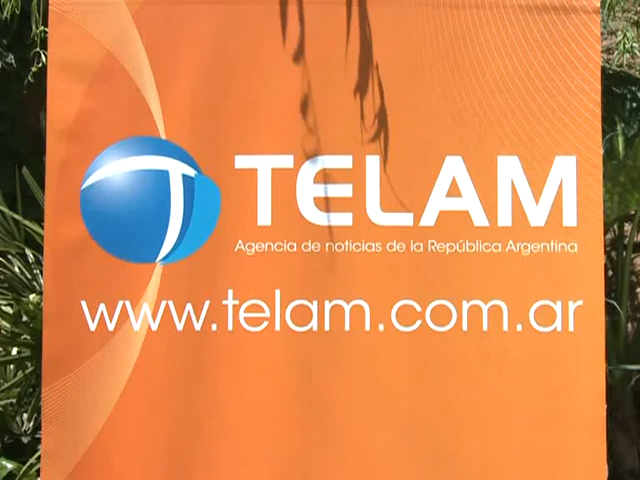 TELAM
Agencia de noticias de la República Argentina
www.telam.com.ar